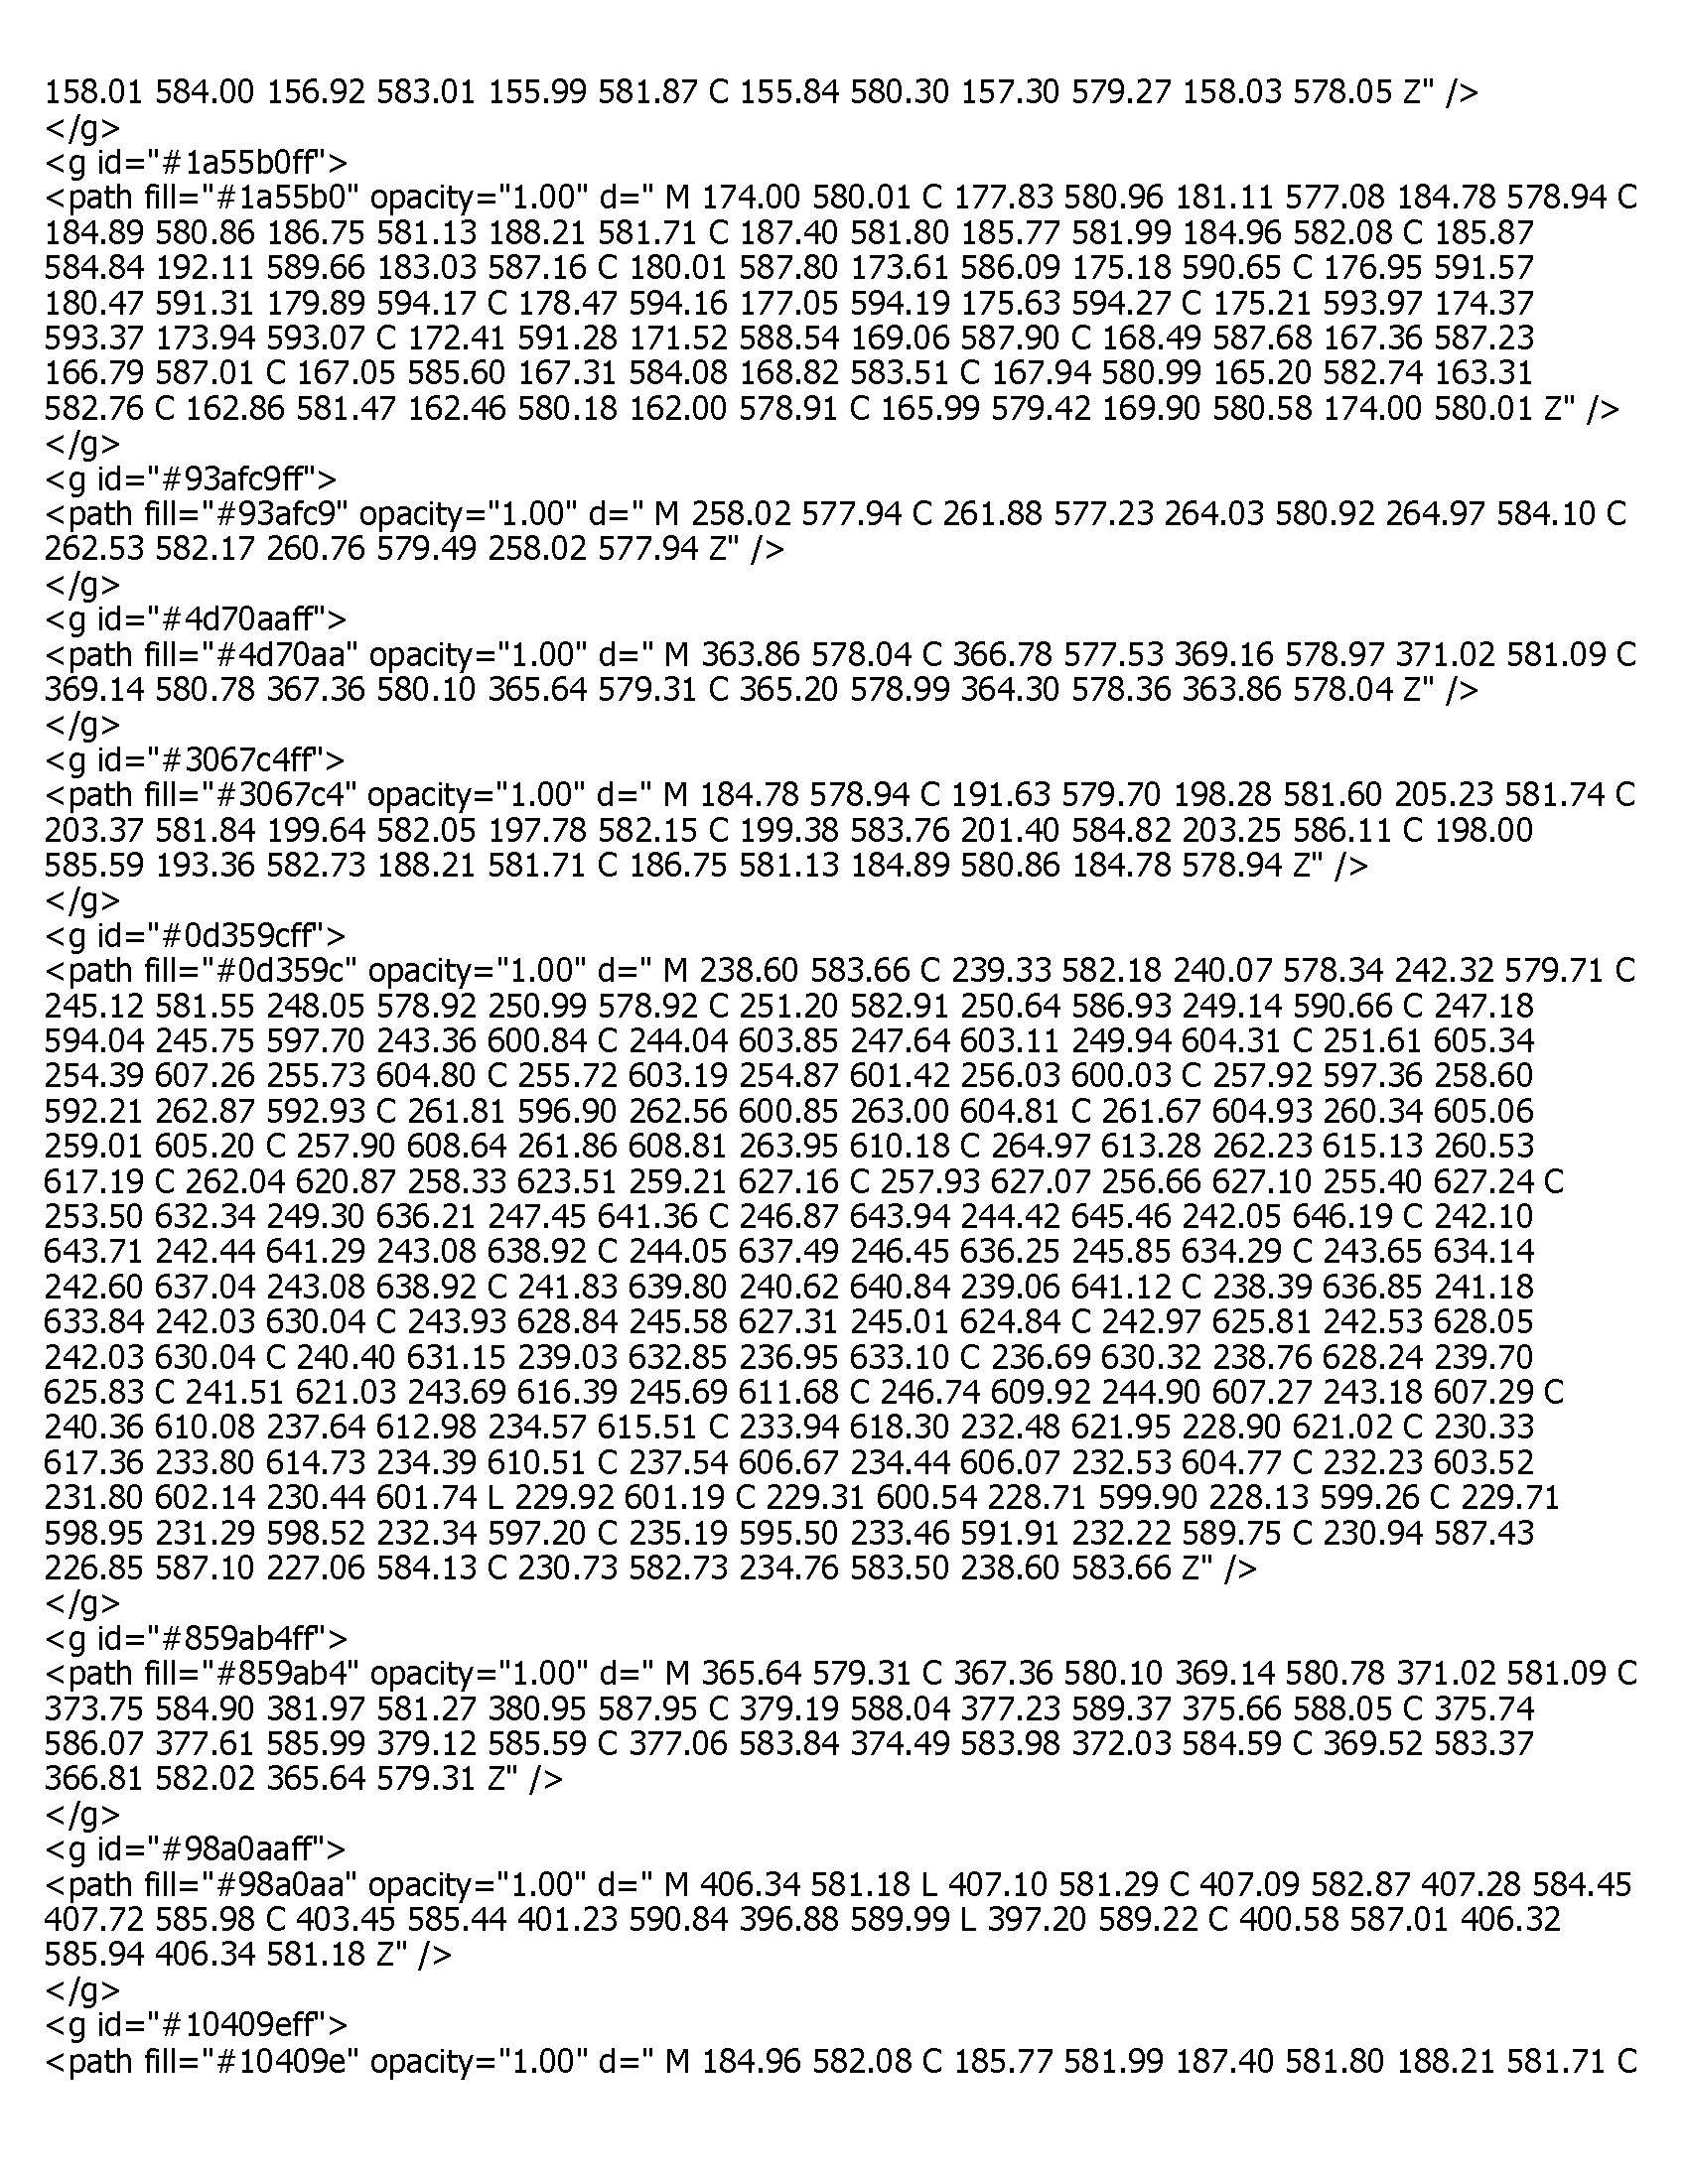 158.01 584.00 156.92 583.01 155.99 581.87 C 155.84 580.30 157.30 579.27 158.03 578.05 Z" />
</g>
<g id="#1a55b0ff">
<path fill="#1a55b0" opacity="1.00" d=" M 174.00 580.01 C 177.83 580.96 181.11 577.08 184.78 578.94 C
184.89 580.86 186.75 581.13 188.21 581.71 C 187.40 581.80 185.77 581.99 184.96 582.08 C 185.87
584.84 192.11 589.66 183.03 587.16 C 180.01 587.80 173.61 586.09 175.18 590.65 C 176.95 591.57
180.47 591.31 179.89 594.17 C 178.47 594.16 177.05 594.19 175.63 594.27 C 175.21 593.97 174.37
593.37 173.94 593.07 C 172.41 591.28 171.52 588.54 169.06 587.90 C 168.49 587.68 167.36 587.23
166.79 587.01 C 167.05 585.60 167.31 584.08 168.82 583.51 C 167.94 580.99 165.20 582.74 163.31
582.76 C 162.86 581.47 162.46 580.18 162.00 578.91 C 165.99 579.42 169.90 580.58 174.00 580.01 Z" />
</g>
<g id="#93afc9ff">
<path fill="#93afc9" opacity="1.00" d=" M 258.02 577.94 C 261.88 577.23 264.03 580.92 264.97 584.10 C
262.53 582.17 260.76 579.49 258.02 577.94 Z" />
</g>
<g id="#4d70aaff">
<path fill="#4d70aa" opacity="1.00" d=" M 363.86 578.04 C 366.78 577.53 369.16 578.97 371.02 581.09 C
369.14 580.78 367.36 580.10 365.64 579.31 C 365.20 578.99 364.30 578.36 363.86 578.04 Z" />
</g>
<g id="#3067c4ff">
<path fill="#3067c4" opacity="1.00" d=" M 184.78 578.94 C 191.63 579.70 198.28 581.60 205.23 581.74 C
203.37 581.84 199.64 582.05 197.78 582.15 C 199.38 583.76 201.40 584.82 203.25 586.11 C 198.00
585.59 193.36 582.73 188.21 581.71 C 186.75 581.13 184.89 580.86 184.78 578.94 Z" />
</g>
<g id="#0d359cff">
<path fill="#0d359c" opacity="1.00" d=" M 238.60 583.66 C 239.33 582.18 240.07 578.34 242.32 579.71 C
245.12 581.55 248.05 578.92 250.99 578.92 C 251.20 582.91 250.64 586.93 249.14 590.66 C 247.18
594.04 245.75 597.70 243.36 600.84 C 244.04 603.85 247.64 603.11 249.94 604.31 C 251.61 605.34
254.39 607.26 255.73 604.80 C 255.72 603.19 254.87 601.42 256.03 600.03 C 257.92 597.36 258.60
592.21 262.87 592.93 C 261.81 596.90 262.56 600.85 263.00 604.81 C 261.67 604.93 260.34 605.06
259.01 605.20 C 257.90 608.64 261.86 608.81 263.95 610.18 C 264.97 613.28 262.23 615.13 260.53
617.19 C 262.04 620.87 258.33 623.51 259.21 627.16 C 257.93 627.07 256.66 627.10 255.40 627.24 C
253.50 632.34 249.30 636.21 247.45 641.36 C 246.87 643.94 244.42 645.46 242.05 646.19 C 242.10
643.71 242.44 641.29 243.08 638.92 C 244.05 637.49 246.45 636.25 245.85 634.29 C 243.65 634.14
242.60 637.04 243.08 638.92 C 241.83 639.80 240.62 640.84 239.06 641.12 C 238.39 636.85 241.18
633.84 242.03 630.04 C 243.93 628.84 245.58 627.31 245.01 624.84 C 242.97 625.81 242.53 628.05
242.03 630.04 C 240.40 631.15 239.03 632.85 236.95 633.10 C 236.69 630.32 238.76 628.24 239.70
625.83 C 241.51 621.03 243.69 616.39 245.69 611.68 C 246.74 609.92 244.90 607.27 243.18 607.29 C
240.36 610.08 237.64 612.98 234.57 615.51 C 233.94 618.30 232.48 621.95 228.90 621.02 C 230.33
617.36 233.80 614.73 234.39 610.51 C 237.54 606.67 234.44 606.07 232.53 604.77 C 232.23 603.52
231.80 602.14 230.44 601.74 L 229.92 601.19 C 229.31 600.54 228.71 599.90 228.13 599.26 C 229.71
598.95 231.29 598.52 232.34 597.20 C 235.19 595.50 233.46 591.91 232.22 589.75 C 230.94 587.43
226.85 587.10 227.06 584.13 C 230.73 582.73 234.76 583.50 238.60 583.66 Z" />
</g>
<g id="#859ab4ff">
<path fill="#859ab4" opacity="1.00" d=" M 365.64 579.31 C 367.36 580.10 369.14 580.78 371.02 581.09 C
373.75 584.90 381.97 581.27 380.95 587.95 C 379.19 588.04 377.23 589.37 375.66 588.05 C 375.74
586.07 377.61 585.99 379.12 585.59 C 377.06 583.84 374.49 583.98 372.03 584.59 C 369.52 583.37
366.81 582.02 365.64 579.31 Z" />
</g>
<g id="#98a0aaff">
<path fill="#98a0aa" opacity="1.00" d=" M 406.34 581.18 L 407.10 581.29 C 407.09 582.87 407.28 584.45
407.72 585.98 C 403.45 585.44 401.23 590.84 396.88 589.99 L 397.20 589.22 C 400.58 587.01 406.32
585.94 406.34 581.18 Z" />
</g>
<g id="#10409eff">
<path fill="#10409e" opacity="1.00" d=" M 184.96 582.08 C 185.77 581.99 187.40 581.80 188.21 581.71 C